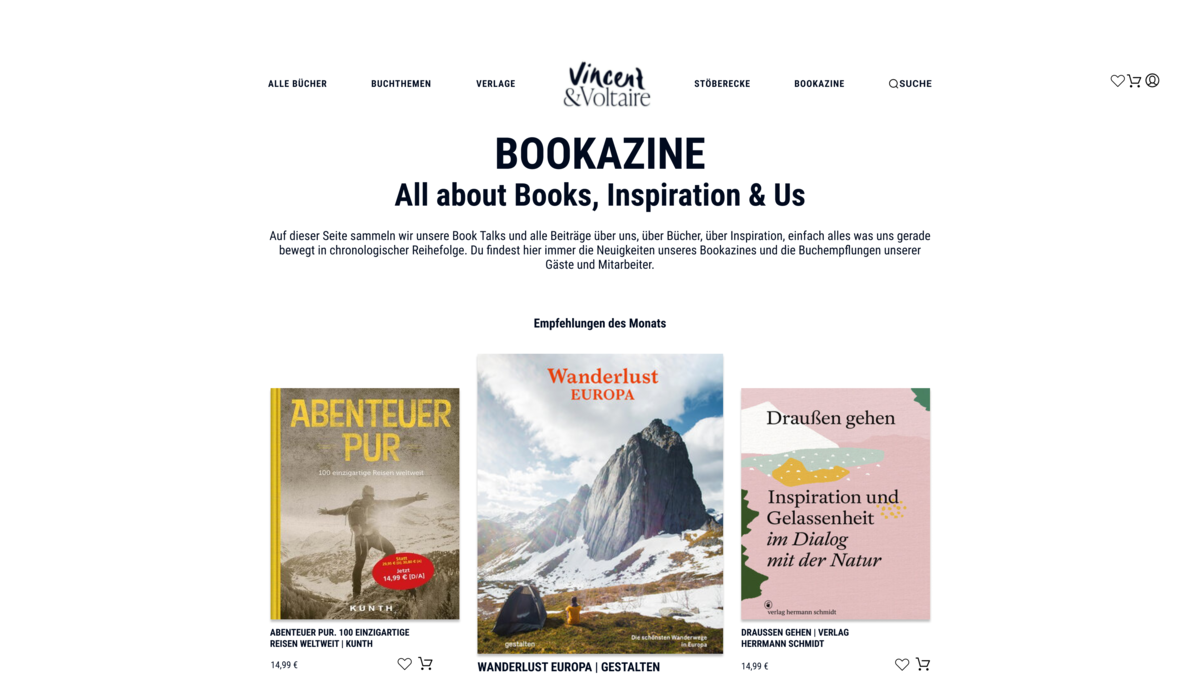 ALLE BÜCHER
BUCHTHEMEN
VERLAGE
Vincent
&Voltaire
STÖBERECKE
BOOKAZINE
SUCHE
BOOKAZINE
All about Books, Inspiration & Us
Auf dieser Seite sammeln wir unsere Book Talks und alle Beiträge über uns, über Bücher, über Inspiration, einfach alles was uns gerade
bewegt in chronologischer Reihefolge. Du findest hier immer die Neuigkeiten unseres Bookazines und die Buchempflungen unserer
Gäste und Mitarbeiter.
Empfehlungen des Monats
ABENTEUER
PUR
100 einzigartige Reisen weltweit
Statt
Jetzt
14,99 € [D/A]
KUNTH
ABENTEUER PUR. 100 EINZIGARTIGE
REISEN WELTWEIT | KUNTH
14,99 €
Wanderlust
EUROPA
gestalten
Die schönsten Wanderwege
in Europa
WANDERLUST EUROPA | GESTALTEN
Draußen gehen
Inspiration und
Gelassenheit
im Dialog
mit der Natur
verlag hermann schmidt
DRAUSSEN GEHEN | VERLAG
HERRMANN SCHMIDT
14,99 €